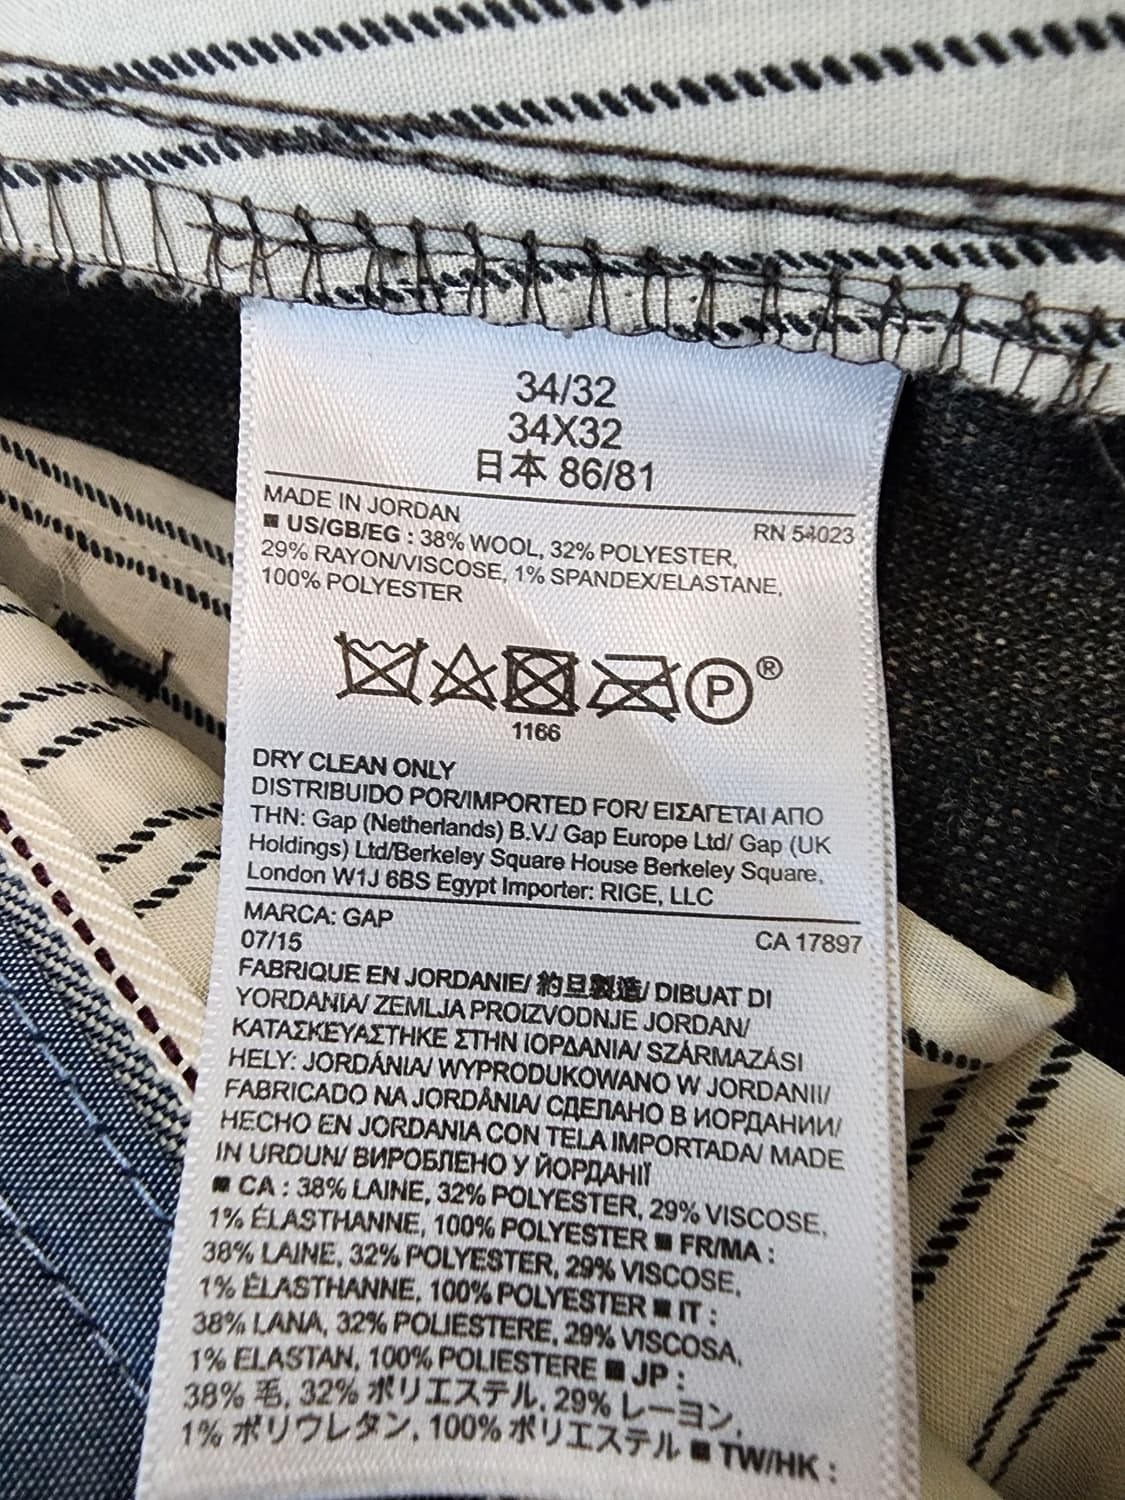 34/32
34X32
日本 86/81
MADE IN JORDAN
RN 54023
■ US/GB/EG : 38% WOOL, 32% POLYESTER,
29% RAYON/VISCOSE, 1% SPANDEX/ELASTANE,
100% POLYESTER
P ®
1166
DRY CLEAN ONLY
DISTRIBUIDO POR/IMPORTED FOR/ ΕΙΣΑΓΕΤΑΙ ΑΠΟ
ΤΗΝ: Gap (Netherlands) B.V./ Gap Europe Ltd/ Gap (UK
Holdings) Ltd/Berkeley Square House Berkeley Square,
London W1J 6BS Egypt Importer: RIGE, LLC
MARCA: GAP
07/15
CA 17897
FABRIQUE EN JORDANIE/ 約旦製造/ DIBUAT DI
YORDANIA/ ZEMLJA PROIZVODNJE JORDAN/
ΚΑΤΑΣΚΕΥΑΣΤΗΚΕ ΣΤΗΝ ΙΟΡΔΑΝΙΑ/ SZÁRMAZÁSI
HELY: JORDÁNIA/ WYPRODUKOWANO W JORDANII/
FABRICADO NA JORDÂNIA/ СДЕЛАНО В ИОРДАНИИ/
HECHO EN JORDANIA CON TELA IMPORTADA/ MADE
IN URDUN/ ВИРОБЛЕНО У ЙОРДАНІЇ
■ CA : 38% LAINE, 32% POLYESTER, 29% VISCOSE,
1% ÉLASTHANNE, 100% POLYESTER ■ FR/MA :
38% LAINE, 32% POLYESTER, 29% VISCOSE,
1% ÉLASTHANNE, 100% POLYESTER ■ IT :
38% LANA, 32% POLIESTERE, 29% VISCOSA,
1% ELASTAN, 100% POLIESTERE ■ JP :
38% 毛, 32% ポリエステル, 29% レーヨン,
1% ポリウレタン, 100% ポリエステル ■ TW/HK :